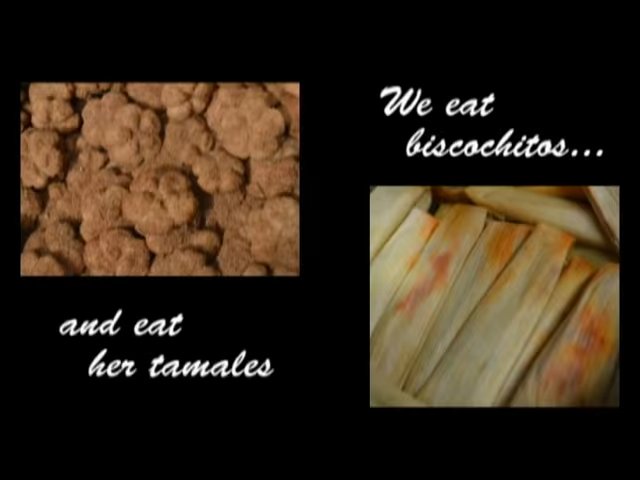 We eat
biscochitos...
and eat
her tamales